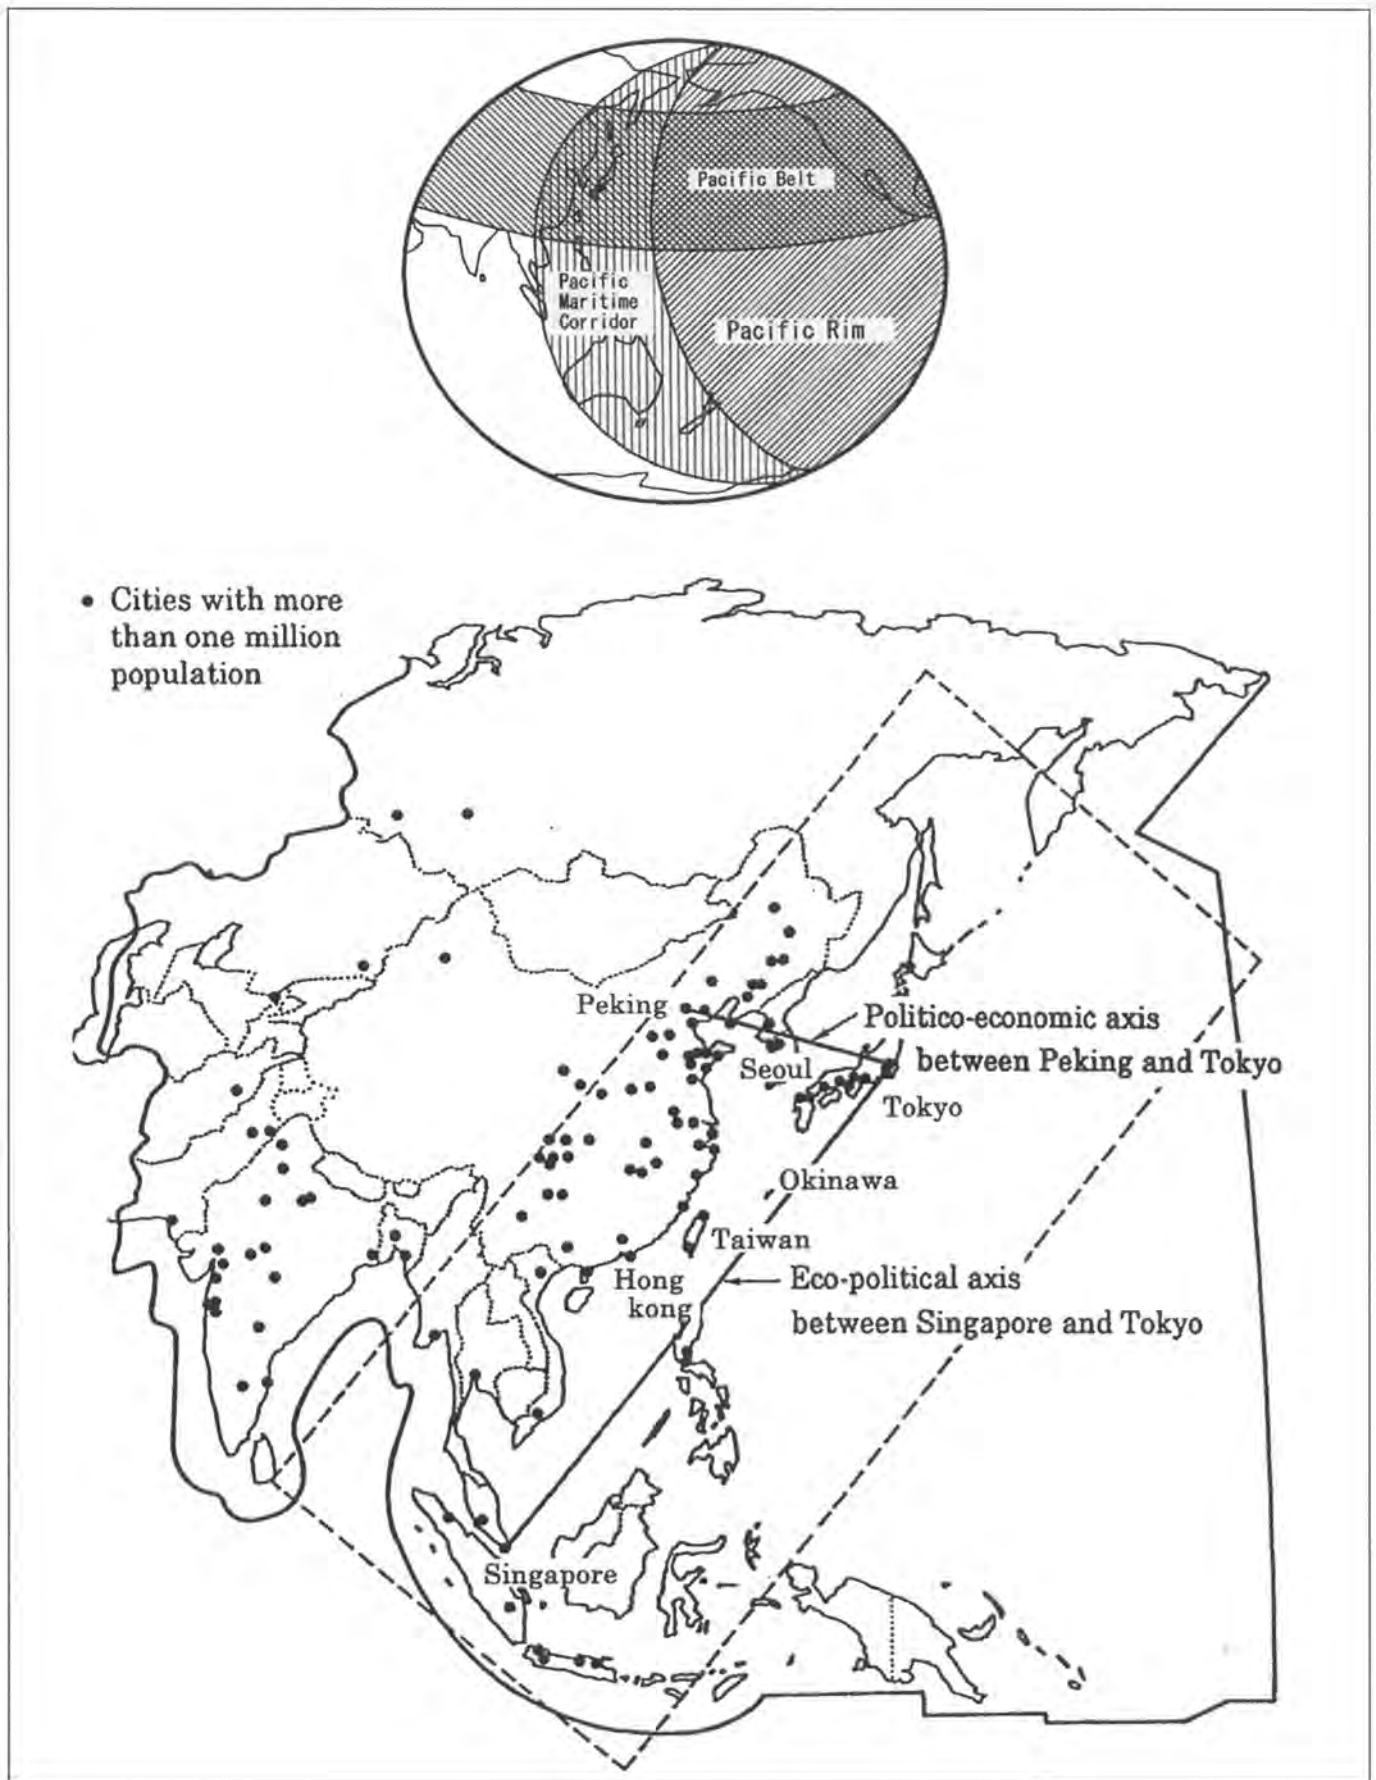 Pacific Belt
Pacific
Maritime
Corridor
Pacific Rim
• Cities with more
than one million
population
Peking
Politico-economic axis
between Peking and Tokyo
Seoul
Tokyo
Okinawa
Taiwan
Hong
kong
Eco-political axis
between Singapore and Tokyo
Singapore